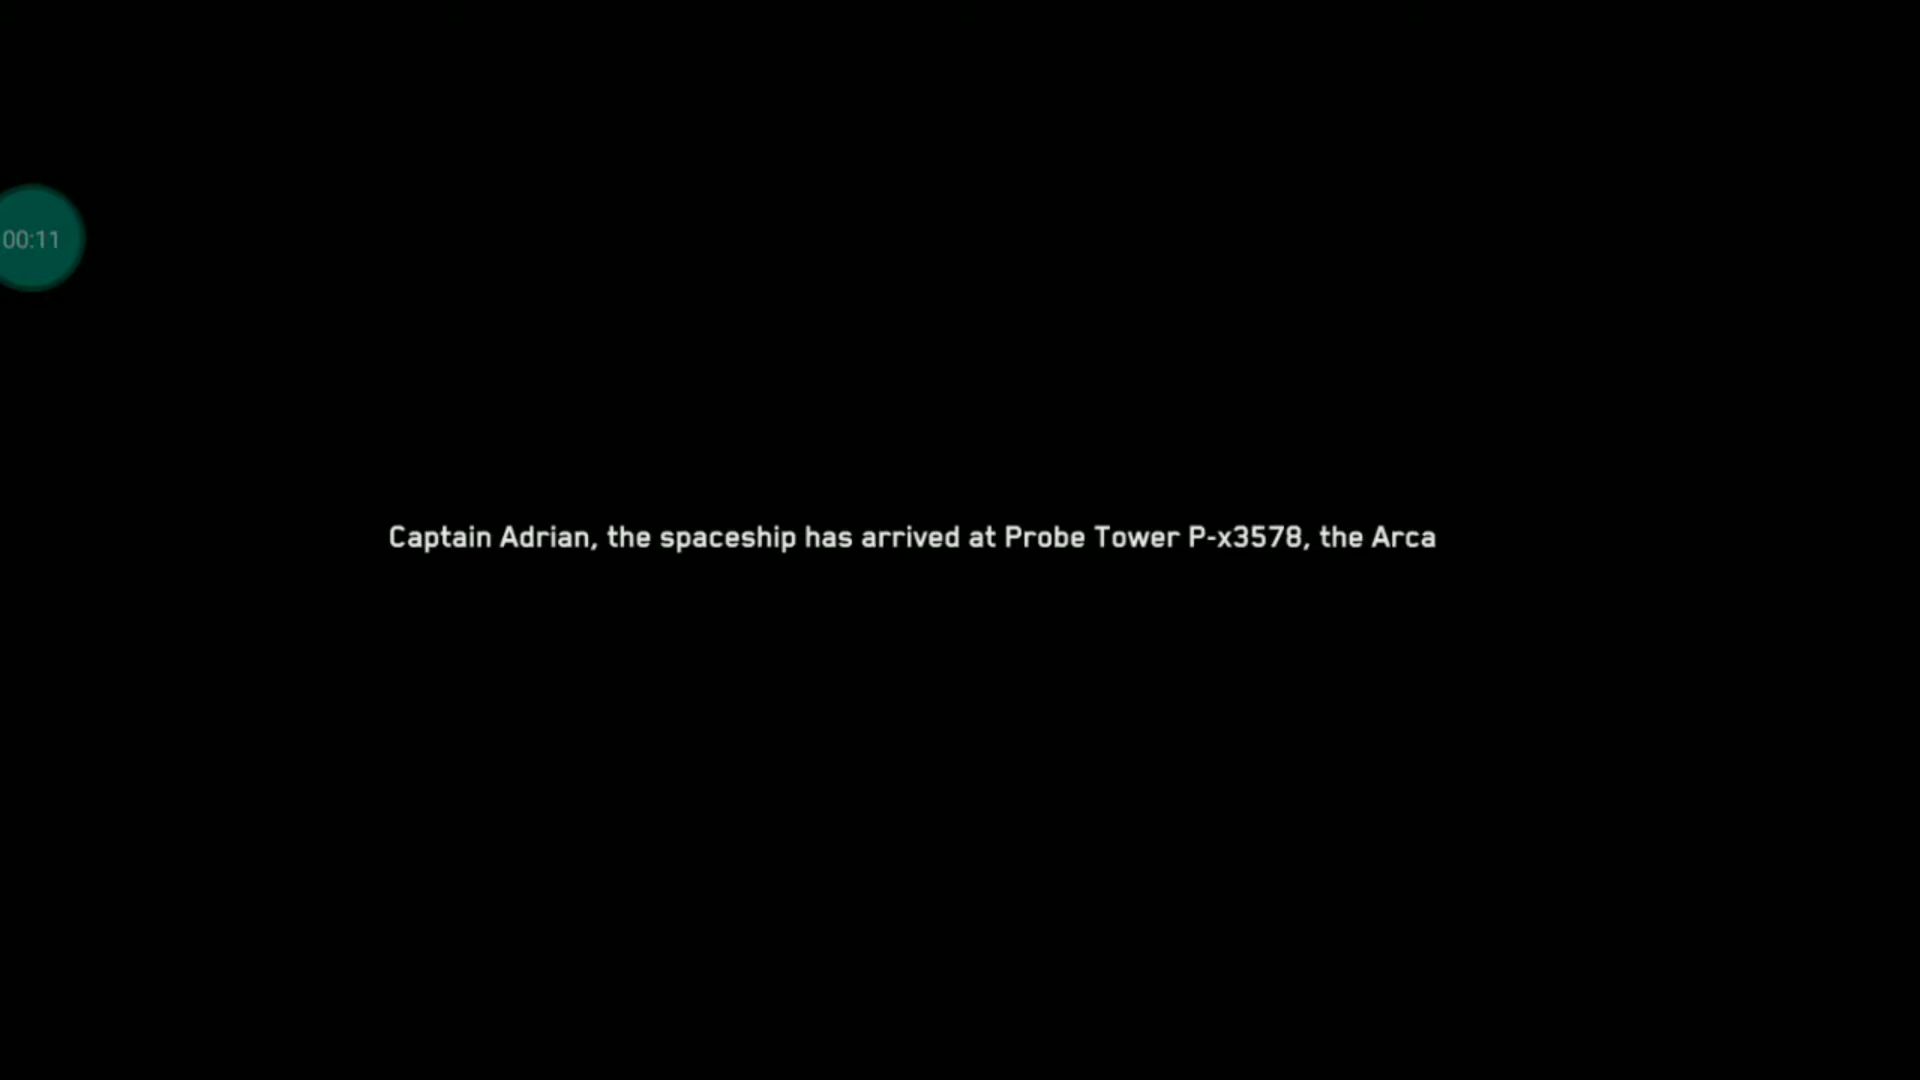 00:11
Captain Adrian, the spaceship has arrived at Probe Tower P-x3578, the Arca